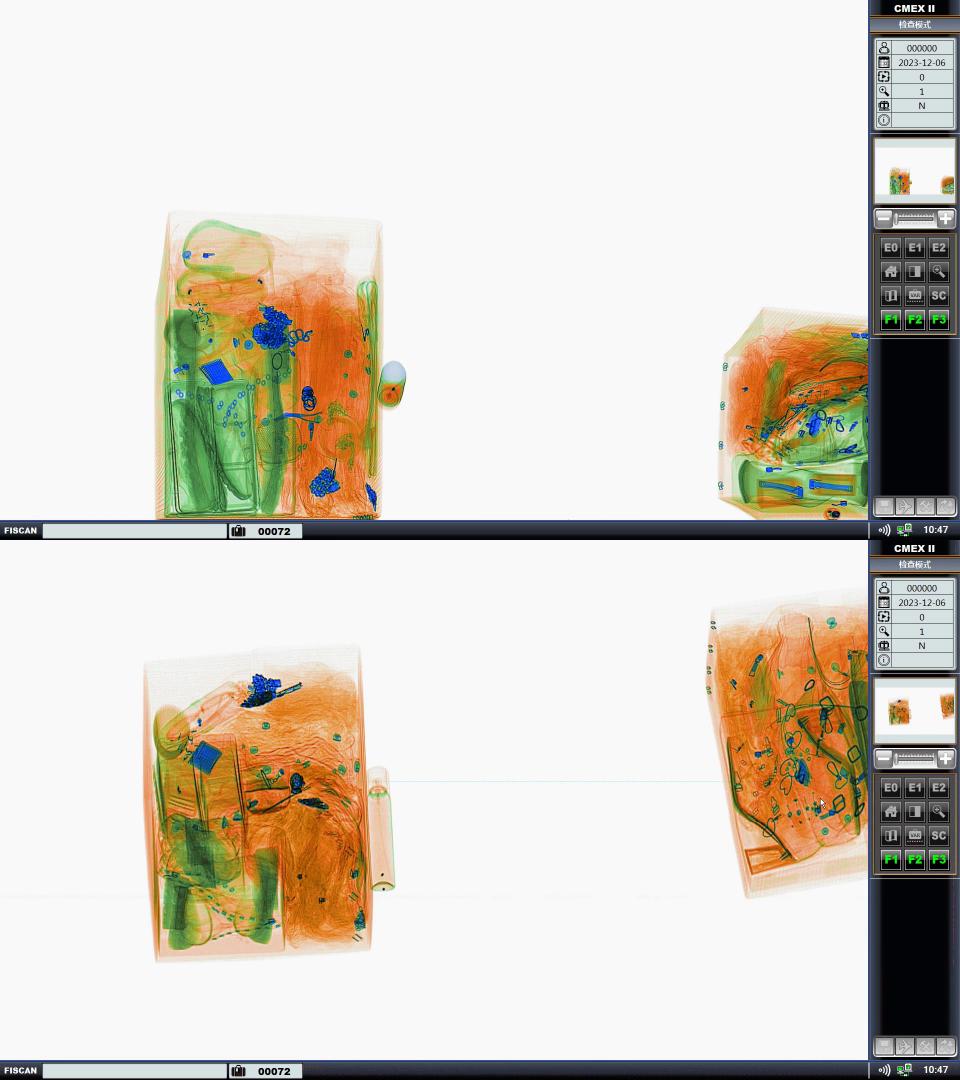 CMEX II
检查模式
000000
2023-12-06
0
1
N
E0 E1 E2
VAR SC
F1 F2 F3
FISCAN
00072
10:47
CMEX II
检查模式
000000
2023-12-06
0
1
N
E0 E1 E2
VAR SC
F1 F2 F3
FISCAN
00072
10:47